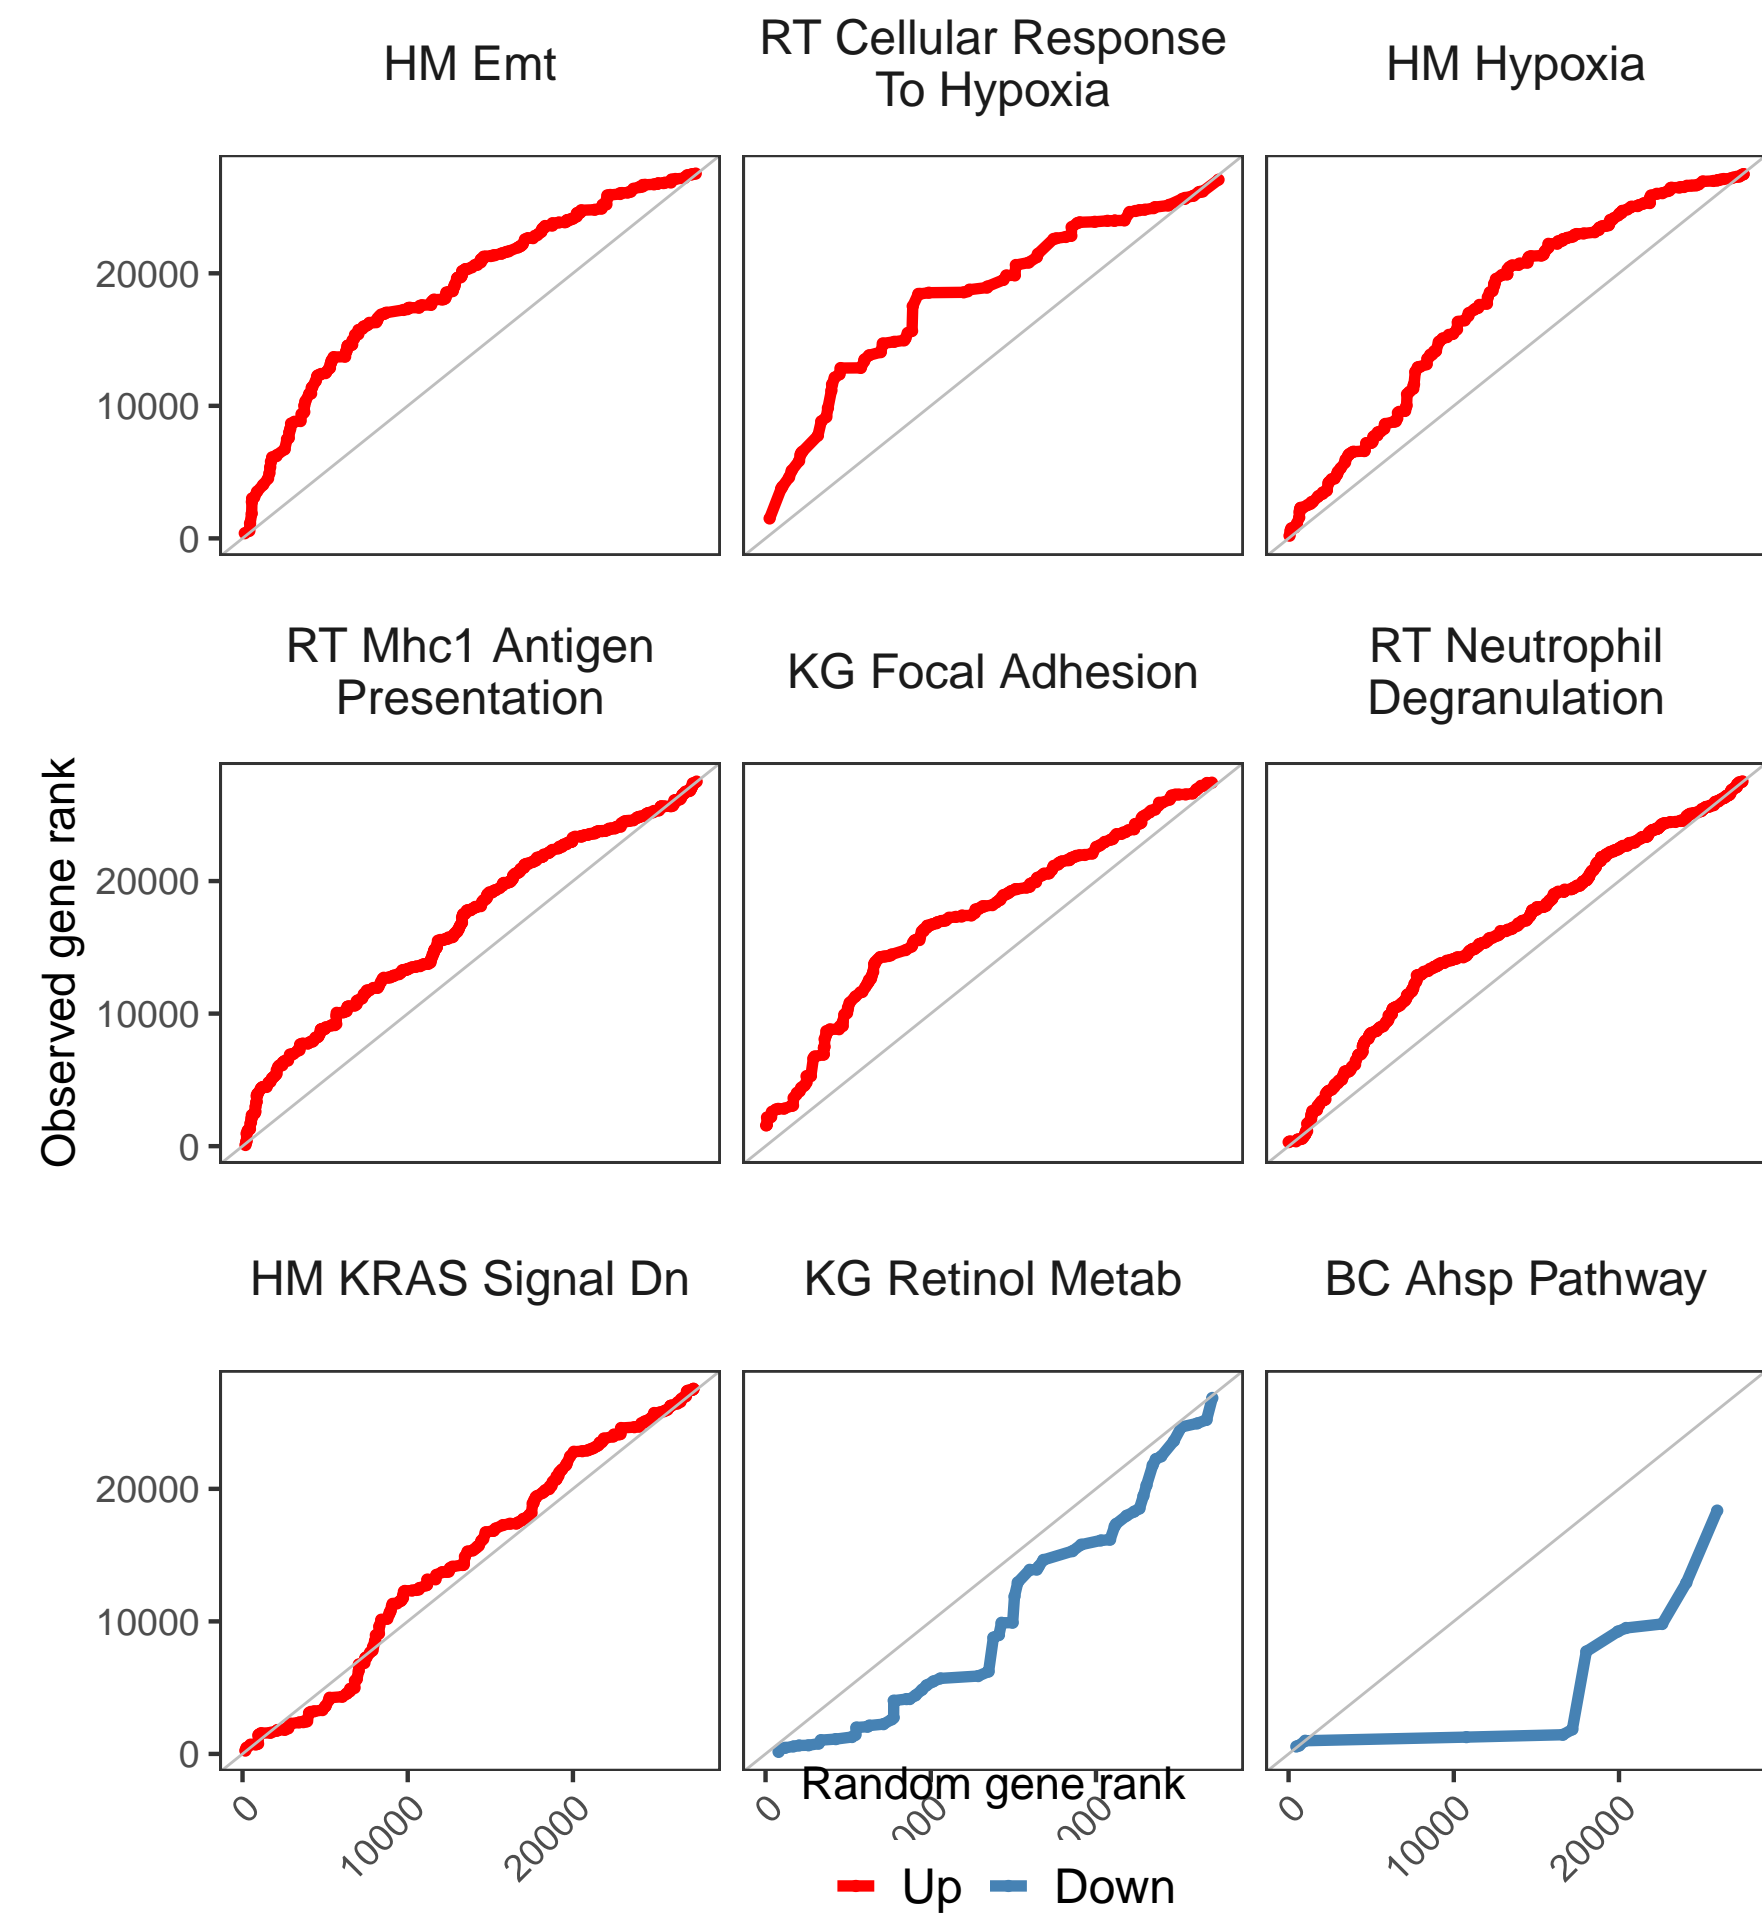 HM Emt
RT Cellular Response
To Hypoxia
HM Hypoxia
20000
10000
0
RT Mhc1 Antigen
Presentation
KG Focal Adhesion
RT Neutrophil
Degranulation
Observed gene rank
20000
10000
0
HM KRAS Signal Dn
KG Retinol Metab
BC Ahsp Pathway
20000
10000
0
0
10000
20000
0
0
10000
20000
Random gene rank
Up
Down